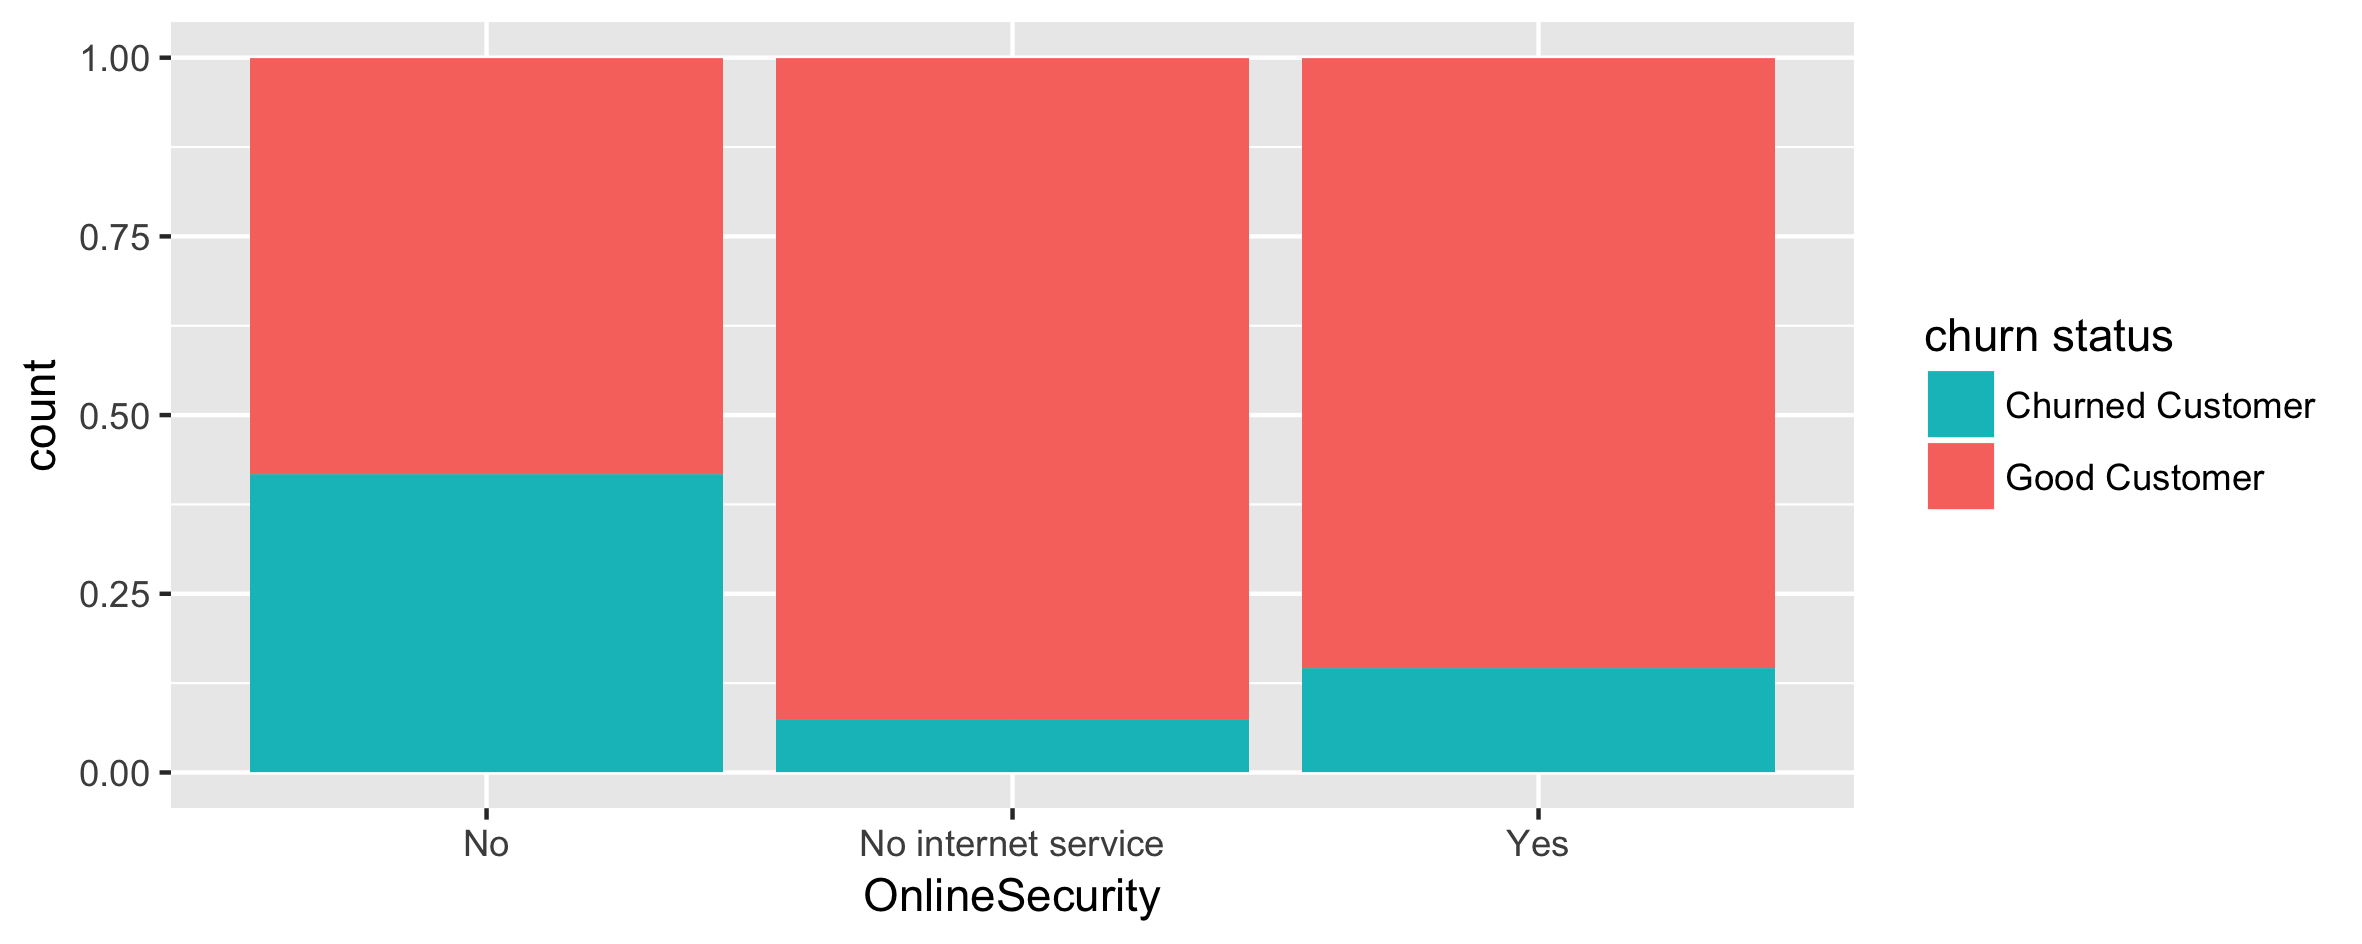 1.00
0.75
0.50
0.25
0.00
count
No
No internet service
Yes
OnlineSecurity
churn status
Churned Customer
Good Customer